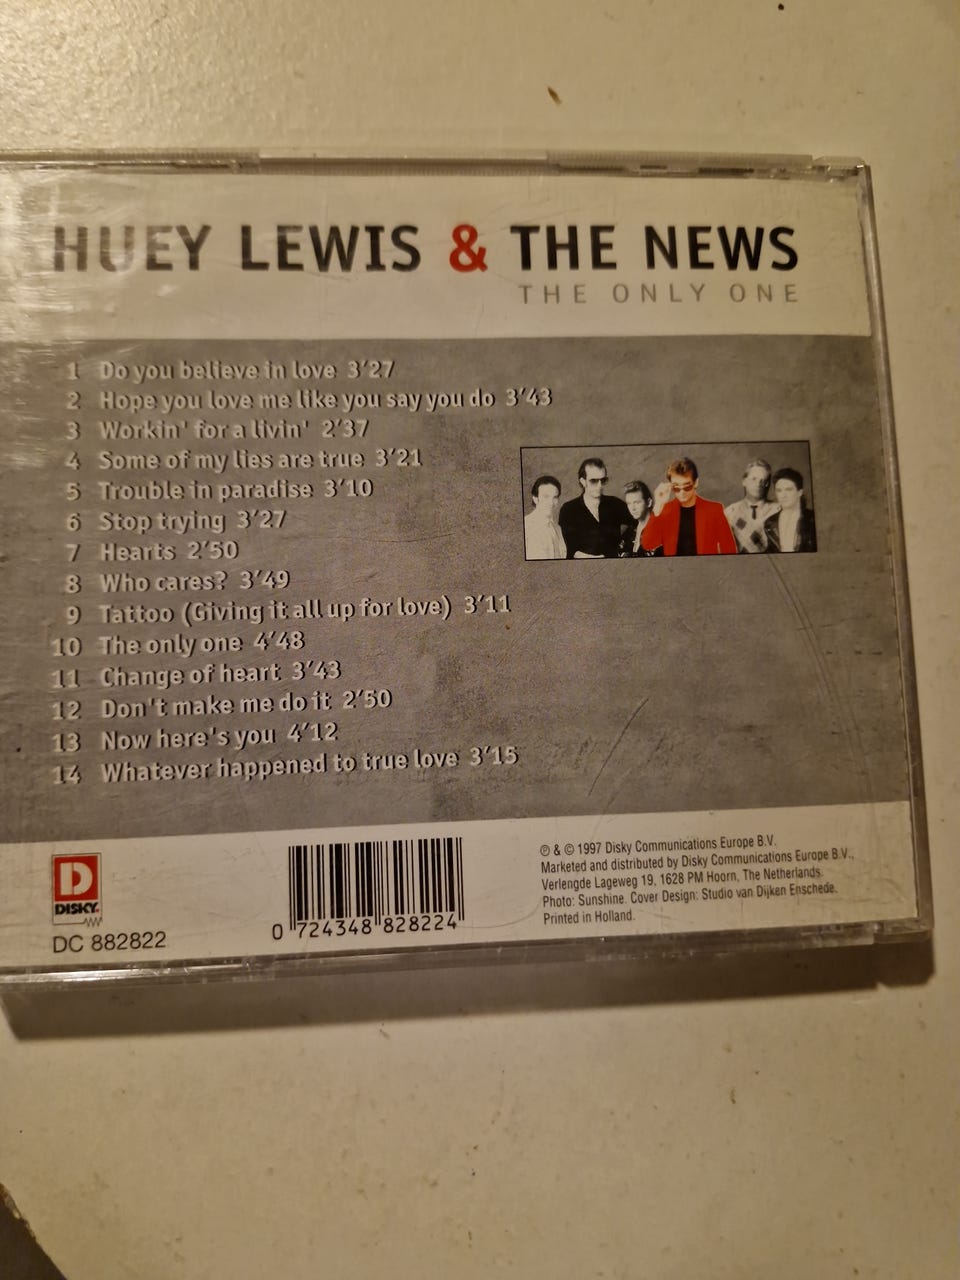 HUEY LEWIS & THE NEWS
THE ONLY ONE
1 Do you believe in love 3'27
2 Hope you love me like you say you do 3'43
3 Workin' for a livin' 2'37
4 Some of my lies are true 3'21
5 Trouble in paradise 3'10
6 Stop trying 3'27
7 Hearts 2'50
8 Who cares? 3'49
9 Tattoo (Giving it all up for love) 3'11
10 The only one 4'48
11 Change of heart 3'43
12 Don't make me do it 2'50
13 Now here's you 4'12
14 Whatever happened to true love 3'15
D
DISKY.
DC 882822
0 724348 828224
℗ & © 1997 Disky Communications Europe B.V.
Marketed and distributed by Disky Communications Europe B.V.,
Verlengde Lageweg 19, 1628 PM Hoorn, The Netherlands.
Photo: Sunshine. Cover Design: Studio van Dijken Enschede.
Printed in Holland.